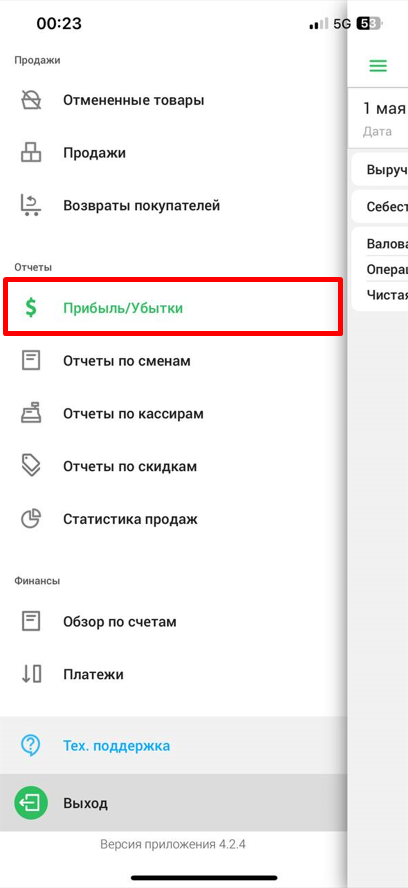 00:23
5G
53
Продажи
Отмененные товары
Продажи
Возвраты покупателей
Отчеты
Прибыль/Убытки
Отчеты по сменам
Отчеты по кассирам
Отчеты по скидкам
Статистика продаж
Финансы
Обзор по счетам
Платежи
Тех. поддержка
Выход
Версия приложения 4.2.4
1 мая
Дата
Выруч
Себест
Валова
Операц
Чистая